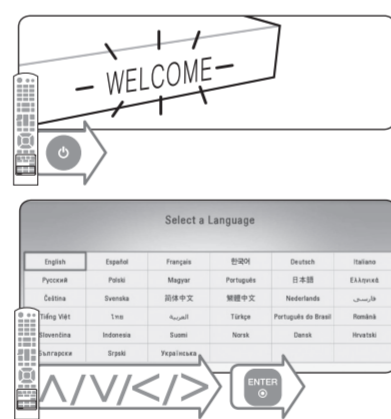 WELCOME
Select a Language
English Español Français 한국어 Deutsch Italiano
Русский Polski Magyar Português 日本語 Ελληνικά
Čeština Svenska 简体中文 繁體中文 Nederlands فارسی
Tiếng Việt ไทย العربية Türkçe Português do Brasil Română
Slovenčina Indonesia Suomi Norsk Dansk Hrvatski
Български Srpski Українська
Λ/V/</>
ENTER